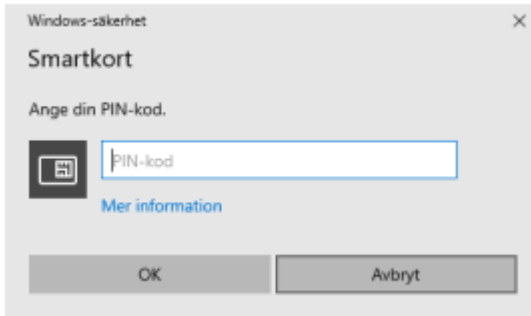 Windows-säkerhet
Smartkort
Ange din PIN-kod.
PIN-kod
Mer information
OK
Avbryt